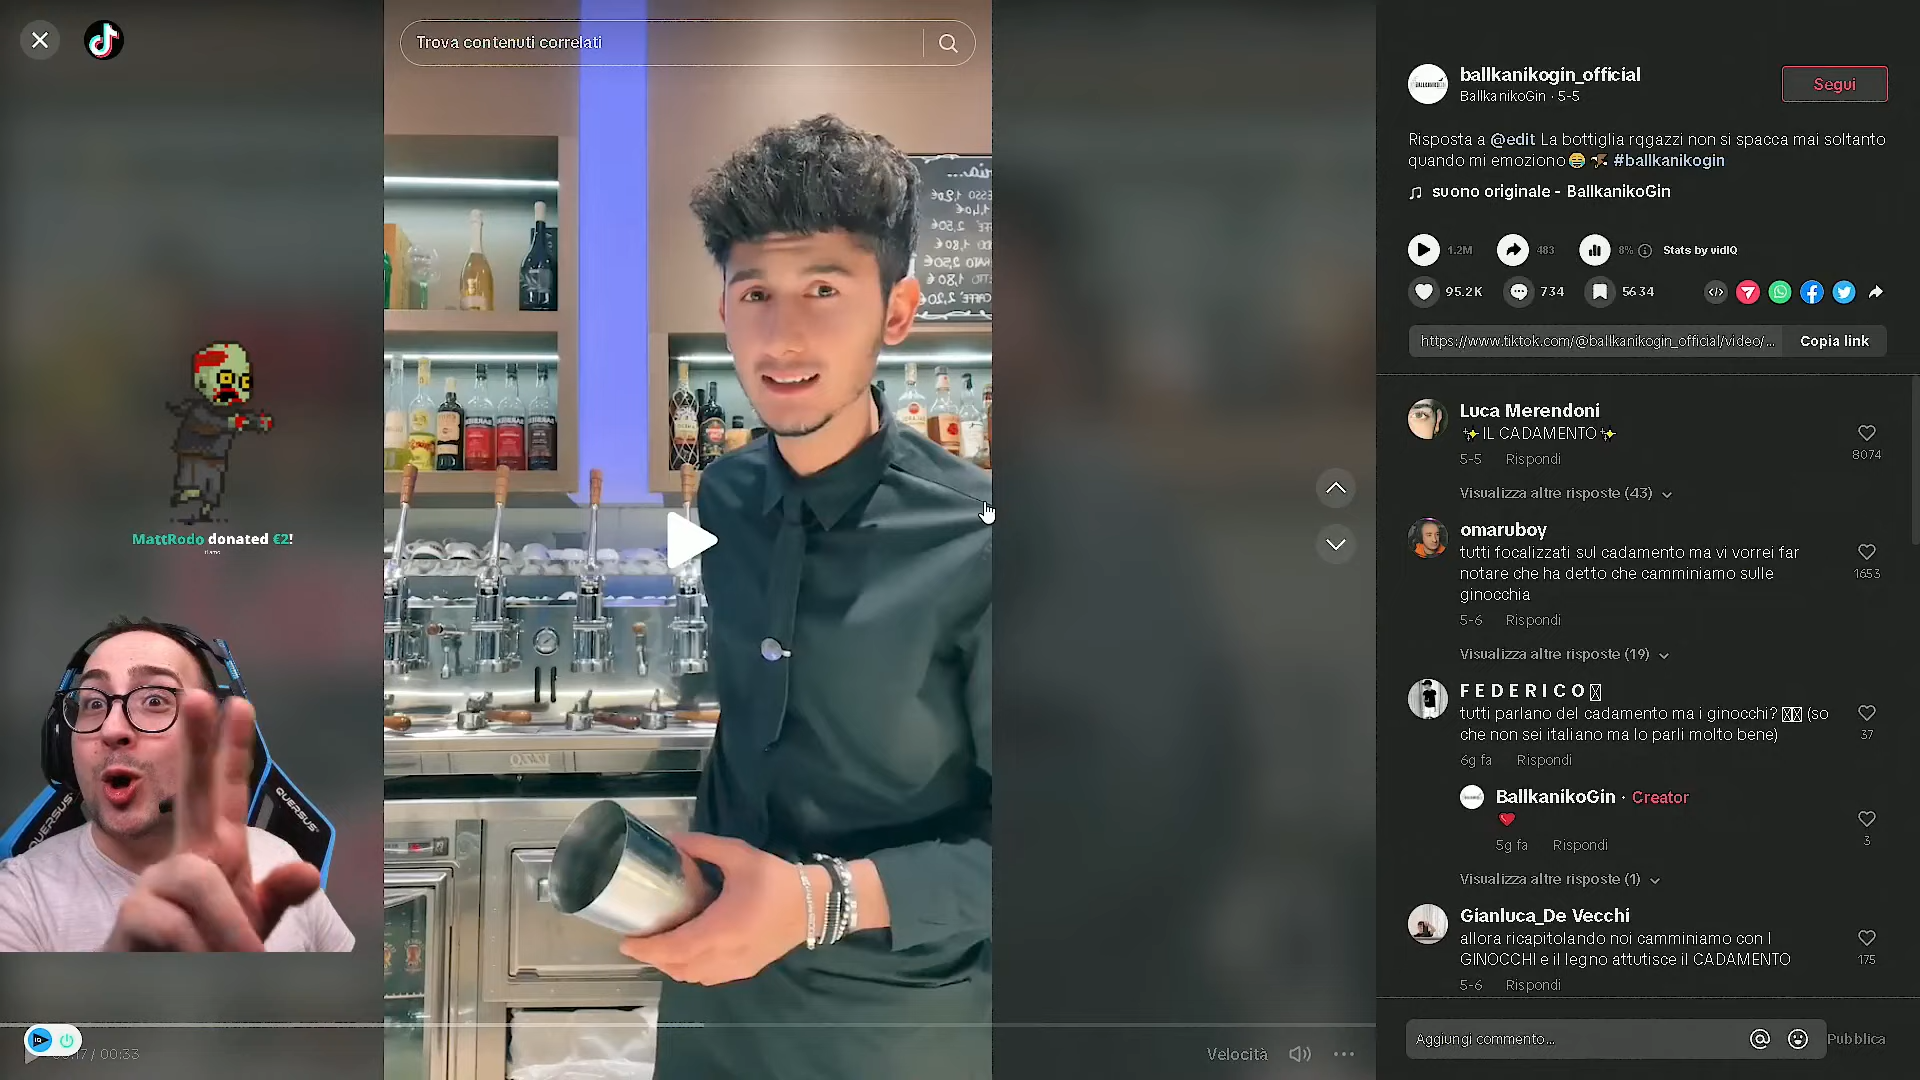 Trova contenuti correlati
ballkanikogin_official
BallkanikoGin · 5-5
Segui
Risposta a @edit La bottiglia rqgazzi non si spacca mai soltanto
quando mi emoziono😂 #ballkanikogin
suono originale - BallkanikoGin
1.2M
483
8%
Stats by vidIQ
95.2K
734
5634
https://www.tiktok.com/@ballkanikogin_official/video/...
Copia link
Luca Merendoni
✨IL CADAMENTO✨
5-5 Rispondi
8074
Visualizza altre risposte (43)
omaruboy
tutti focalizzati sul cadamento ma vi vorrei far
notare che ha detto che camminiamo sulle
ginocchia
1653
5-6 Rispondi
Visualizza altre risposte (19)
F E D E R I C O
tutti parlano del cadamento ma i ginocchi? (so
che non sei italiano ma lo parli molto bene)
37
6g fa Rispondi
BallkanikoGin · Creator
❤️
3
5g fa Rispondi
Visualizza altre risposte (1)
Gianluca_De Vecchi
allora ricapitolando noi camminiamo con I
GINOCCHI e il legno attutisce il CADAMENTO
175
5-6 Rispondi
Aggiungi commento...
Pubblica
MattRodo donated €2!
QUERSUS
QUERSUS
/ 00:33
Velocità